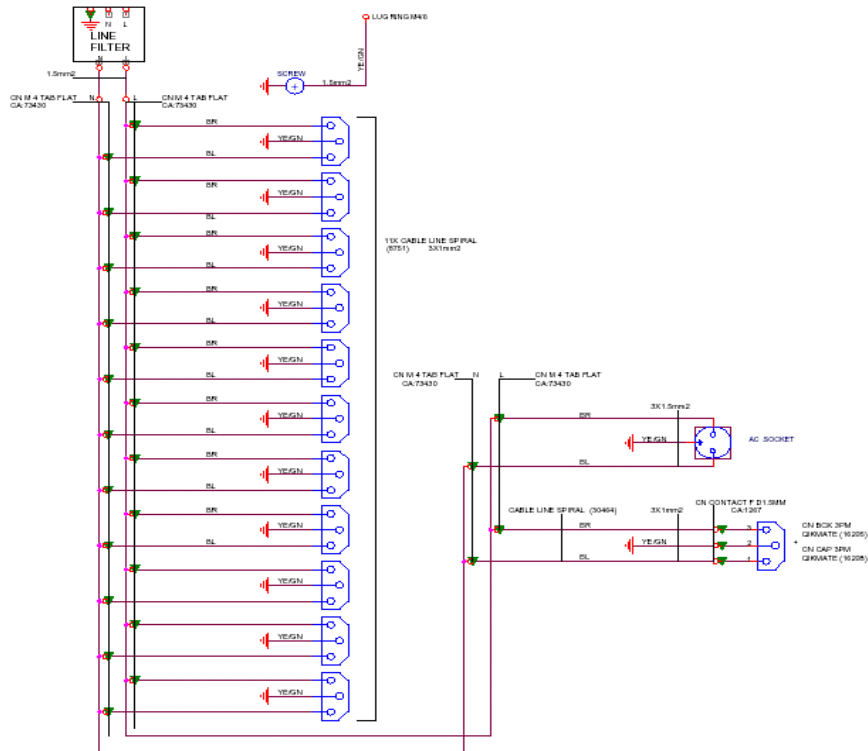 LUG RING M4/6
N L
LINE
FILTER
N L
YE/GN
SCREW
1.5mm2
1.5mm2
CN M 4 TAB FLAT
CA:73430
N L
CN M 4 TAB FLAT
CA:73430
BR
YE/GN
BL
BR
YE/GN
BL
BR
YE/GN
BL
11X CABLE LINE SPIRAL
(6751) 3X1mm2
BR
YE/GN
BL
BR
YE/GN
BL
BR
YE/GN
BL
BR
YE/GN
BL
BR
YE/GN
BL
YE/GN
YE/GN
YE/GN
CN M 4 TAB FLAT
CA:73430
N L
CN M 4 TAB FLAT
CA:73430
3X1.5mm2
BR
YE/GN
BL
AC SOCKET
CN CONTACT F D1.5MM
CA:1207
CABLE LINE SPIRAL (30464)
3X1mm2
BR
YE/GN
BL
3
2
1
CN BOX 3PM
QIKMATE (16205)
+
CN CAP 3PM
QIKMATE (16208)